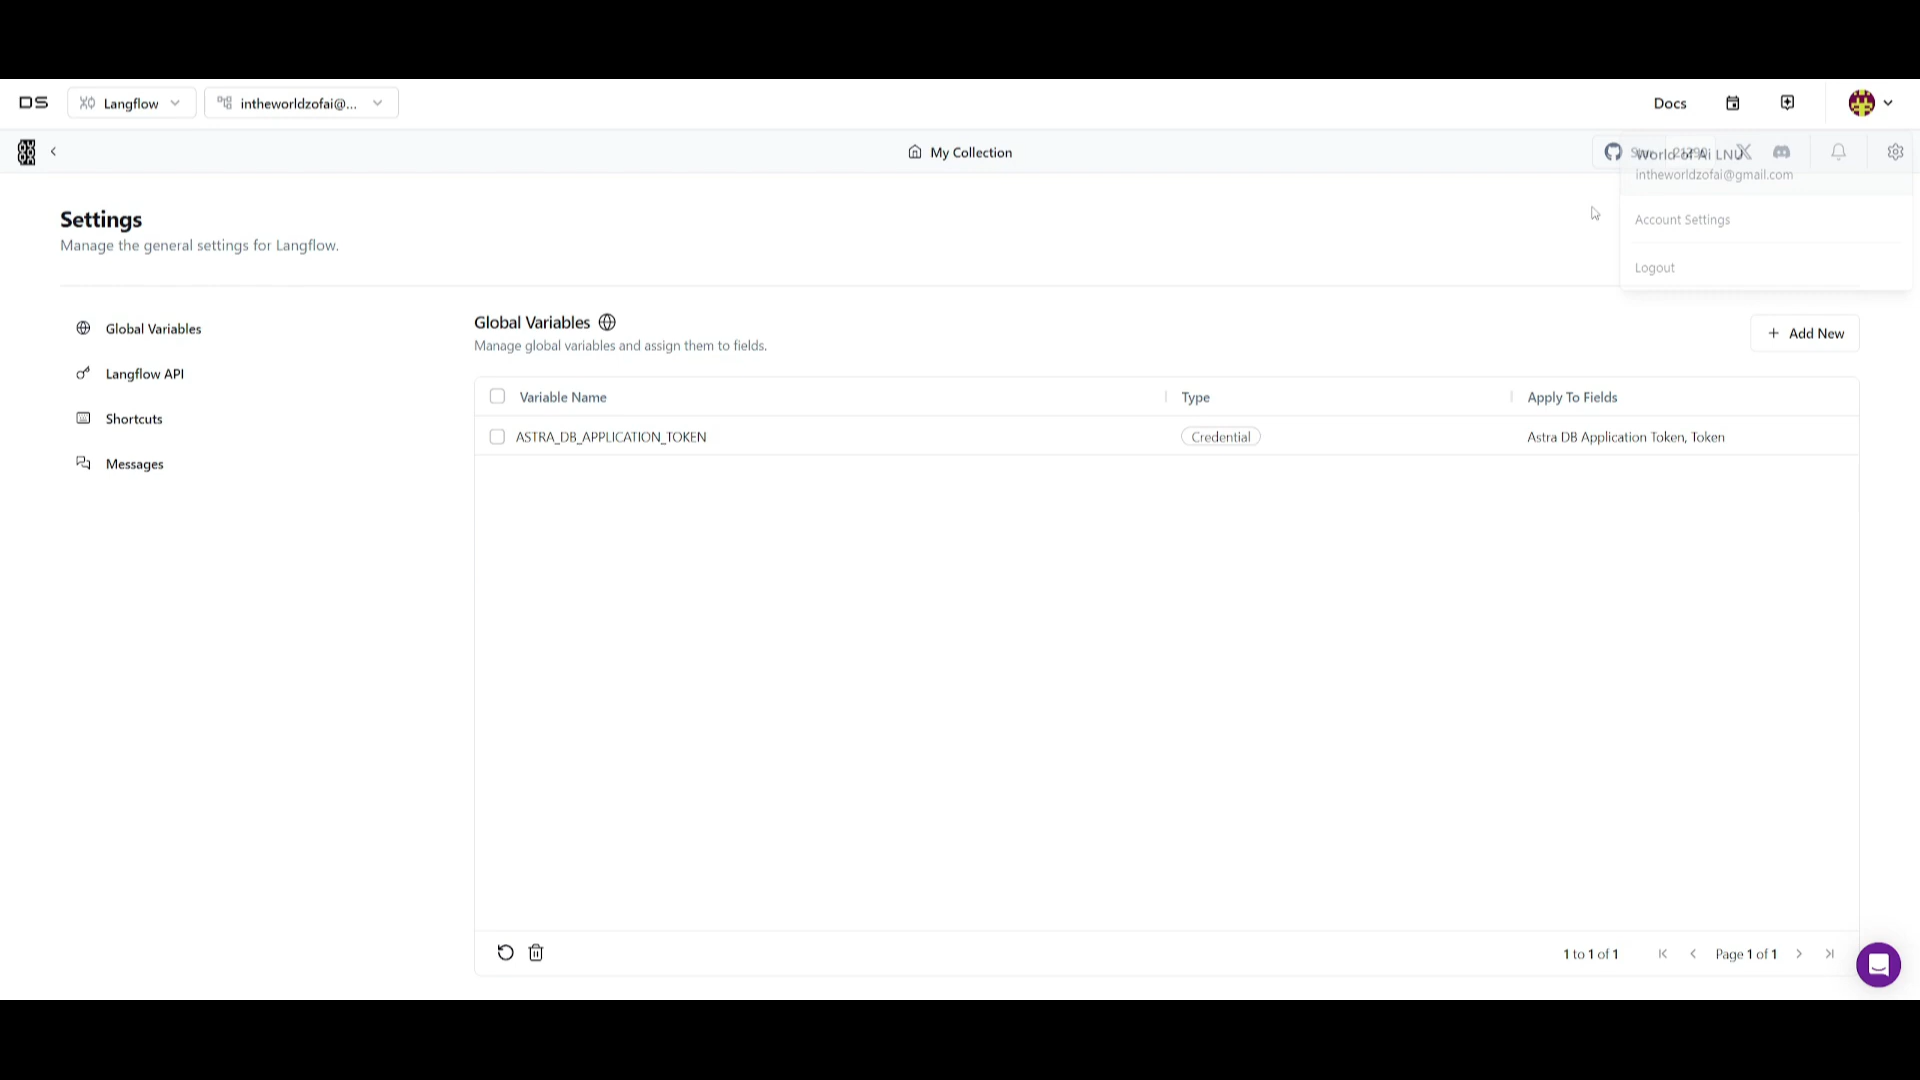 DS Langflow intheworldzofai@... Docs
My Collection
World of Ai LNU
intheworldzofai@gmail.com
Account Settings
Logout
Settings
Manage the general settings for Langflow.
Global Variables
Langflow API
Shortcuts
Messages
Global Variables
Manage global variables and assign them to fields.
Add New
Variable Name Type Apply To Fields
ASTRA_DB_APPLICATION_TOKEN Credential Astra DB Application Token, Token
1 to 1 of 1 Page 1 of 1